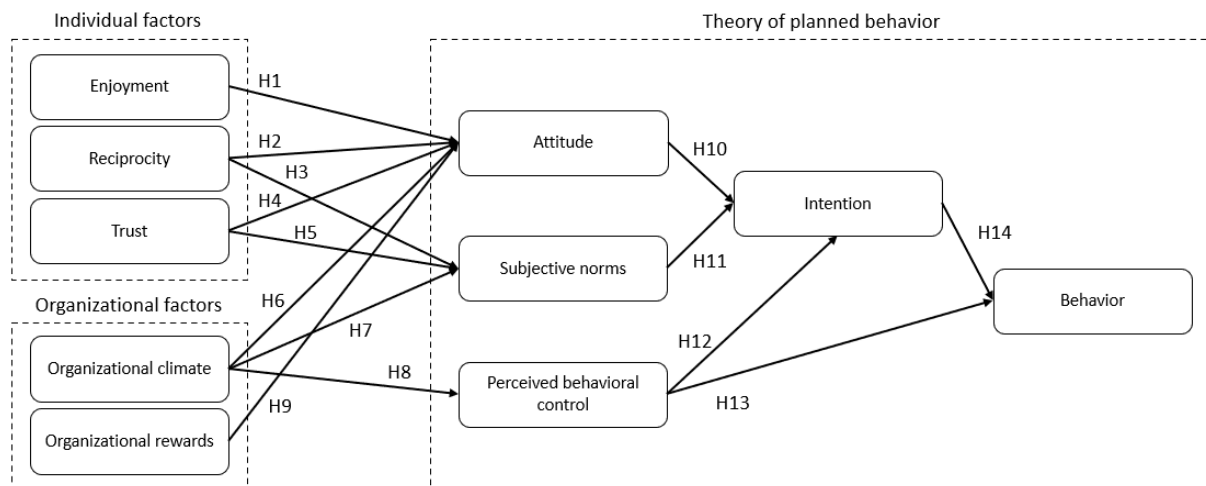 Individual factors
Theory of planned behavior
Enjoyment
H1
Reciprocity
H2
H3
Trust
H4
H5
Organizational factors
Organizational climate
H6
H7
H8
Organizational rewards
H9
Attitude
H10
Subjective norms
H11
Perceived behavioral
control
H12
H13
Intention
H14
Behavior